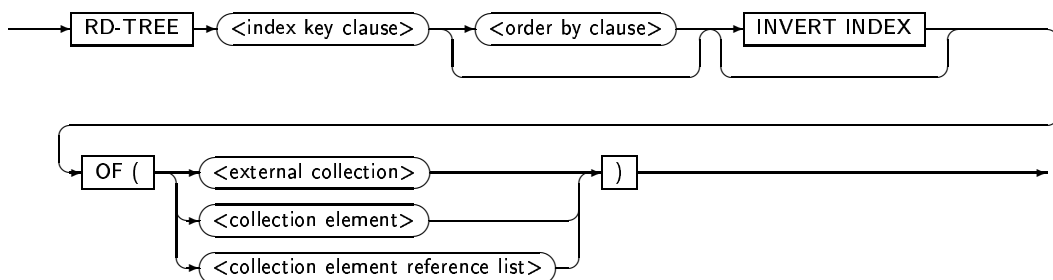 RD-TREE <index key clause> <order by clause> INVERT INDEX
OF ( <external collection> )
<collection element>
<collection element reference list>